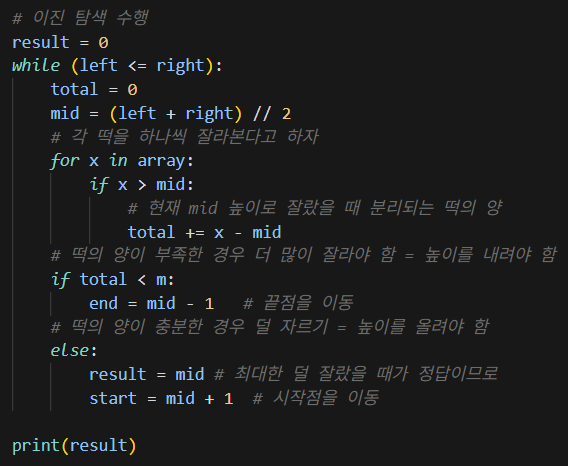 # 이진 탐색 수행
result = 0
while (left <= right):
    total = 0
    mid = (left + right) // 2
    # 각 떡을 하나씩 잘라본다고 하자
    for x in array:
        if x > mid:
            # 현재 mid 높이로 잘랐을 때 분리되는 떡의 양
            total += x - mid
    # 떡의 양이 부족한 경우 더 많이 잘라야 함 = 높이를 내려야 함
    if total < m:
        end = mid - 1   # 끝점을 이동
    # 떡의 양이 충분한 경우 덜 자르기 = 높이를 올려야 함
    else:
        result = mid # 최대한 덜 잘랐을 때가 정답이므로
        start = mid + 1  # 시작점을 이동

print(result)